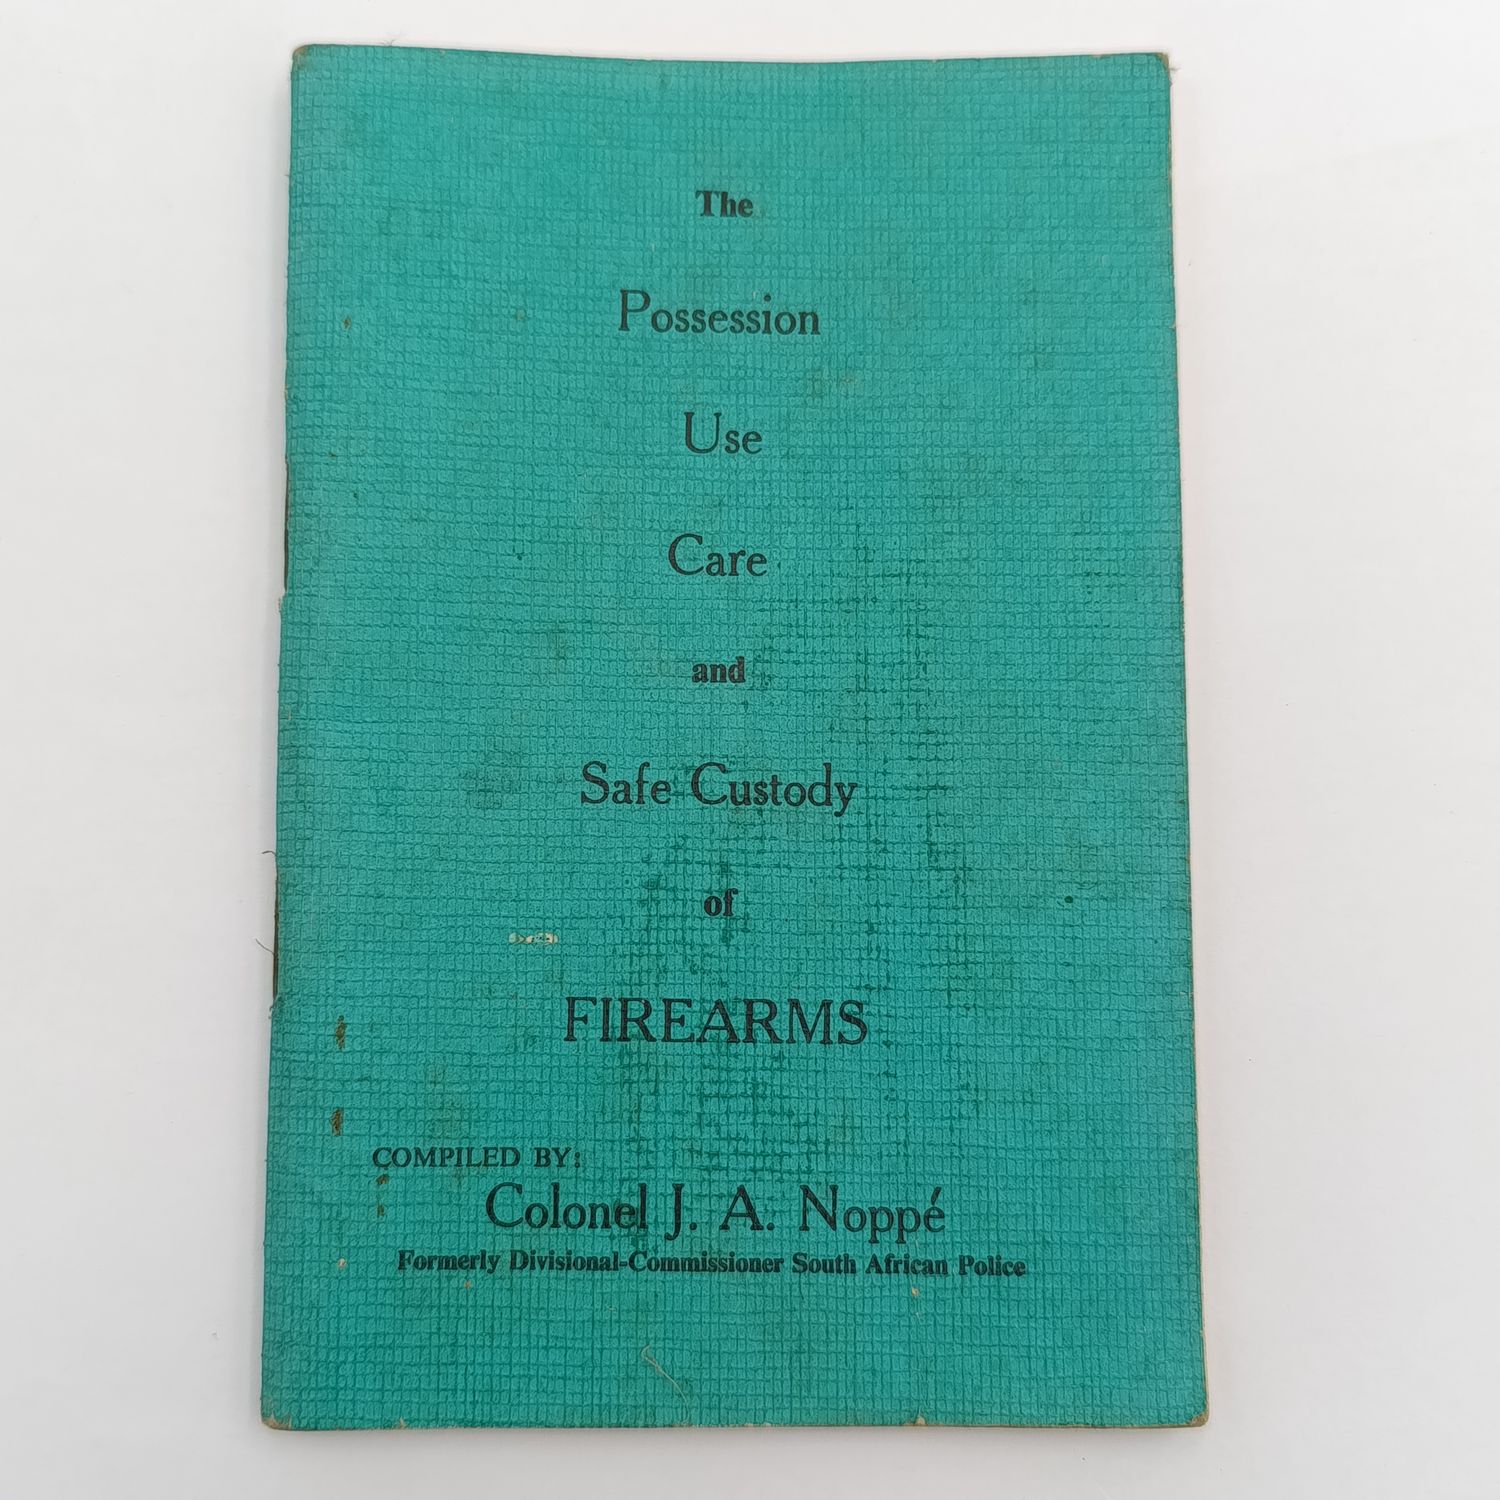 The
Possession
Use
Care
and
Safe Custody
of
FIREARMS
COMPILED BY:
Colonel J. A. Noppé
Formerly Divisional-Commissioner South African Police